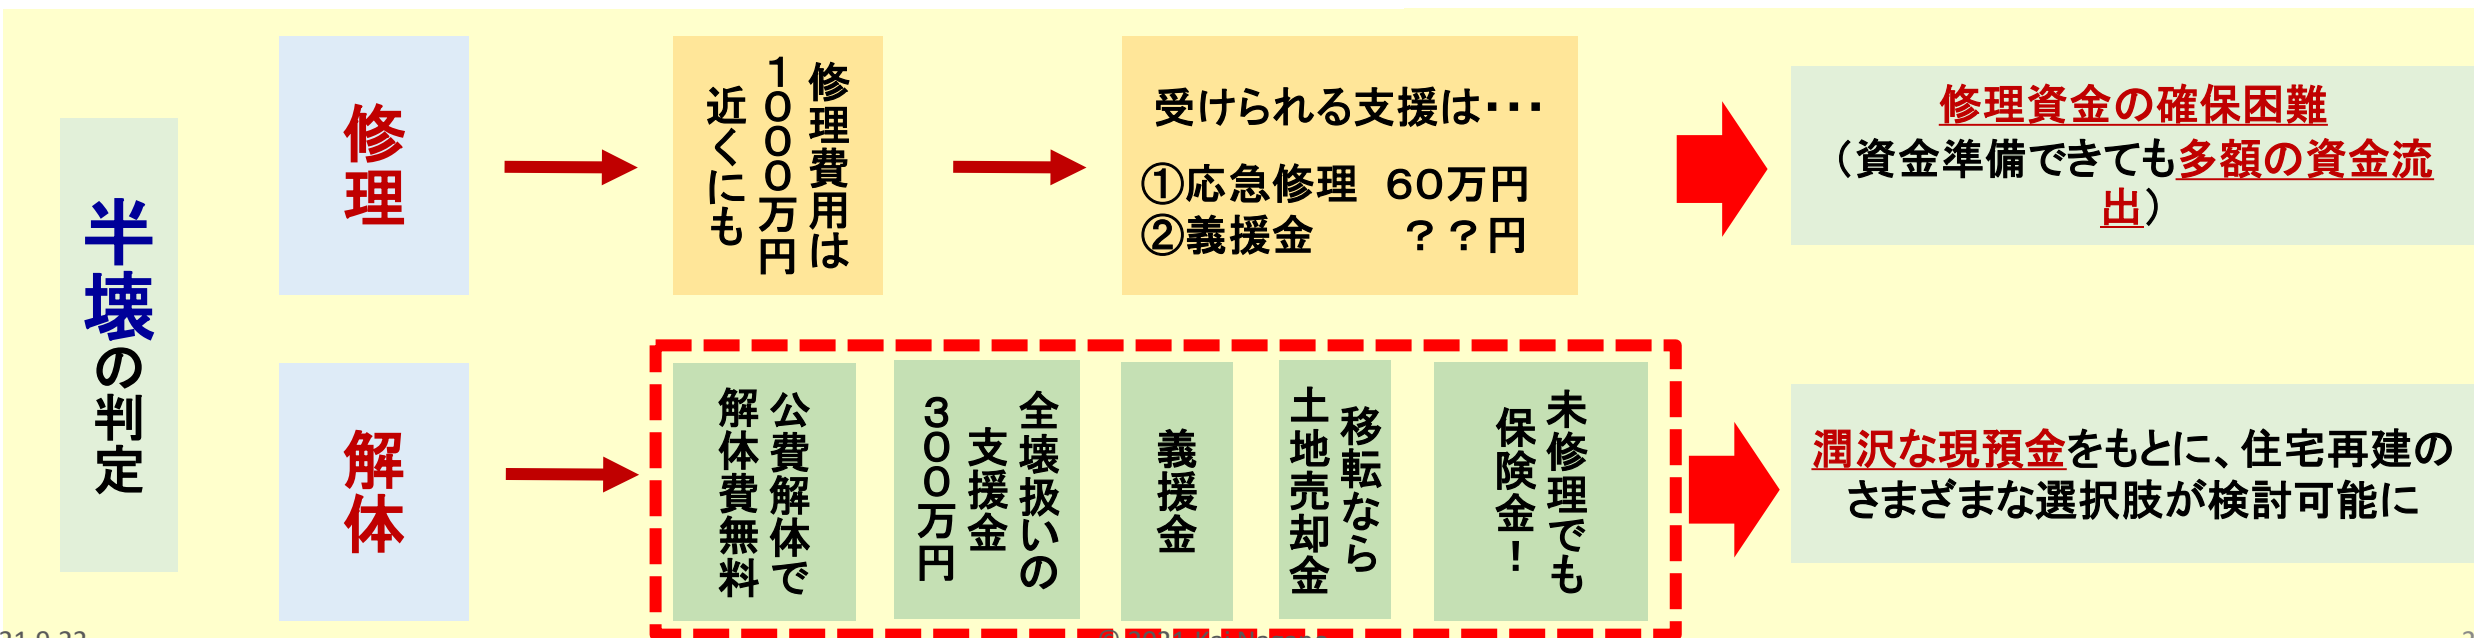 半壊の判定
修理
修理費用は
１０００万円
近くにも
受けられる支援は・・・
①応急修理　６０万円
②義援金　　？？円
修理資金の確保困難
（資金準備できても多額の資金流
出）
解体
公費解体で
解体費無料
全壊扱いの
支援金
３００万円
義援金
移転なら
土地売却金
未修理でも
保険金！
潤沢な現預金をもとに、住宅再建の
さまざまな選択肢が検討可能に